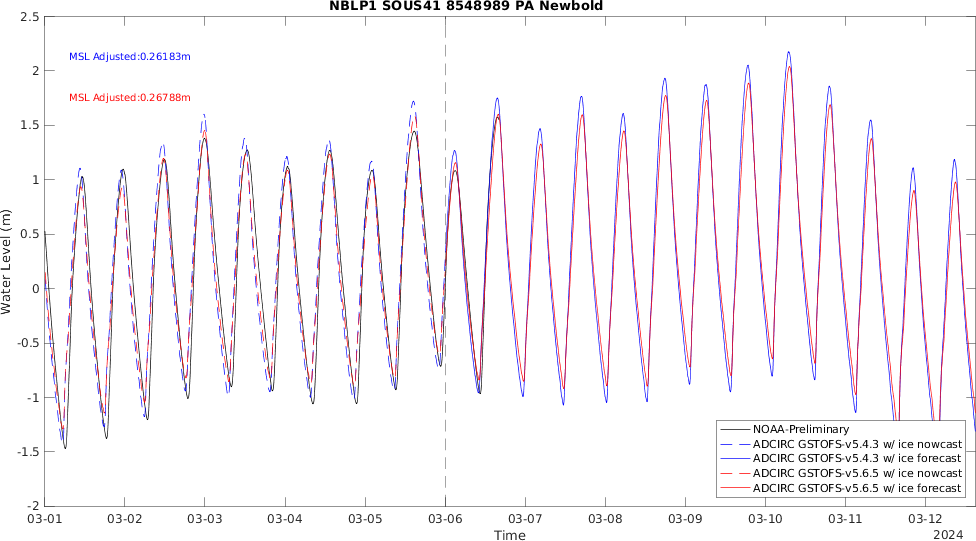 NBLP1 SOUS41 8548989 PA Newbold
MSL Adjusted:0.26183m
MSL Adjusted:0.26788m
Water Level (m)
2.5
2
1.5
1
0.5
0
-0.5
-1
-1.5
-2
NOAA-Preliminary
ADCIRC GSTOFS-v5.4.3 w/ ice nowcast
ADCIRC GSTOFS-v5.4.3 w/ ice forecast
ADCIRC GSTOFS-v5.6.5 w/ ice nowcast
ADCIRC GSTOFS-v5.6.5 w/ ice forecast
03-01 03-02 03-03 03-04 03-05 03-06 03-07 03-08 03-09 03-10 03-11 03-12
Time
2024